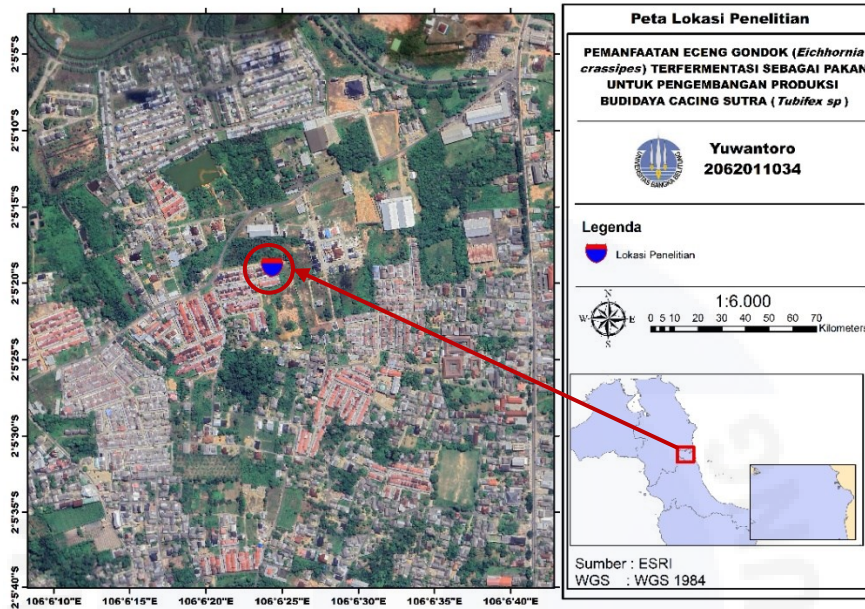 Peta Lokasi Penelitian
PEMANFAATAN ECENG GONDOK (Eichhornia
crassipes) TERFERMENTASI SEBAGAI PAKAN
UNTUK PENGEMBANGAN PRODUKSI
BUDIDAYA CACING SUTRA (Tubifex sp)
UNIVERSITAS BANGKA BELITUNG
Yuwantoro
2062011034
Legenda
Lokasi Penelitian
N
W E
S
1:6.000
0 5 10 20 30 40 50 60 70
Kilometers
Sumber : ESRI
WGS : WGS 1984
2°5'5"S
2°5'10"S
2°5'15"S
2°5'20"S
2°5'25"S
2°5'30"S
2°5'35"S
2°5'40"S
106°6'10"E 106°6'15"E 106°6'20"E 106°6'25"E 106°6'30"E 106°6'35"E 106°6'40"E
UNG